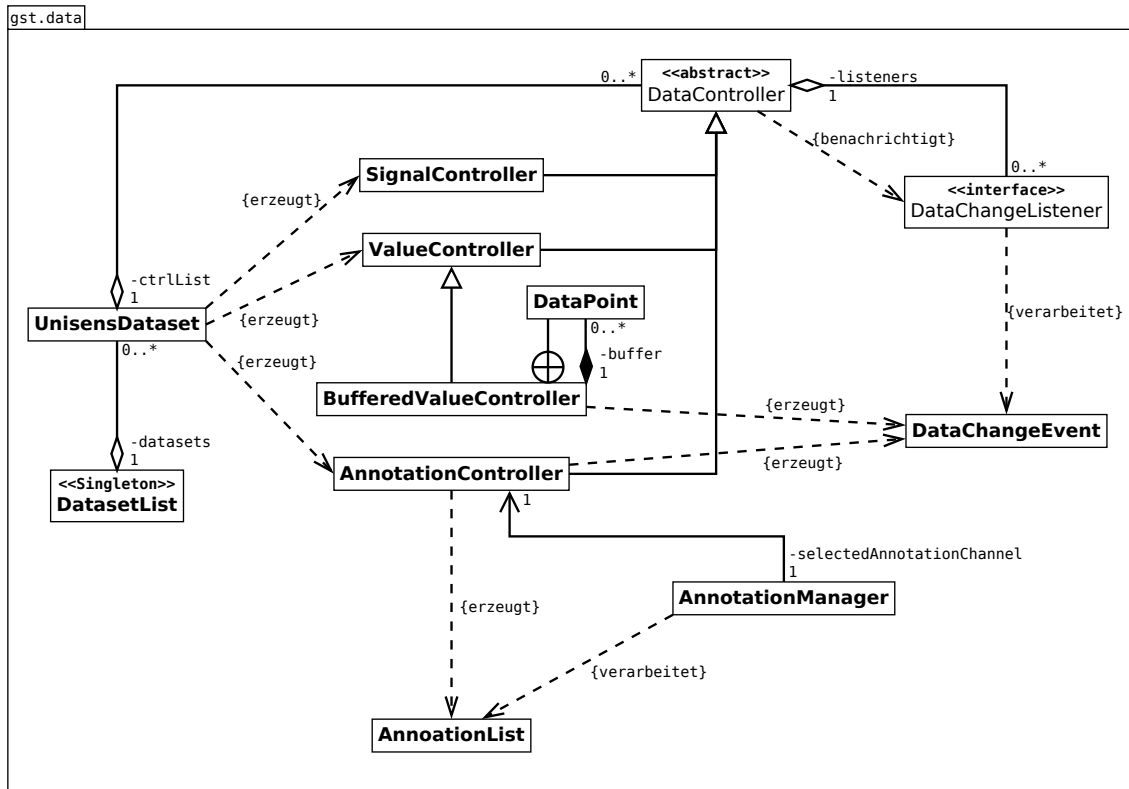 gst.data
<<abstract>>
DataController
0..*
-listeners
1
{benachrichtigt}
SignalController
0..*
<<interface>>
DataChangeListener
{erzeugt}
ValueController
-ctrlList
1
DataPoint
UnisensDataset
{erzeugt}
{verarbeitet}
0..*
0..*
{erzeugt}
-buffer
1
BufferedValueController
{erzeugt}
DataChangeEvent
-datasets
1
AnnotationController
{erzeugt}
<<Singleton>>
DatasetList
1
-selectedAnnotationChannel
1
AnnotationManager
{erzeugt}
{verarbeitet}
AnnoationList